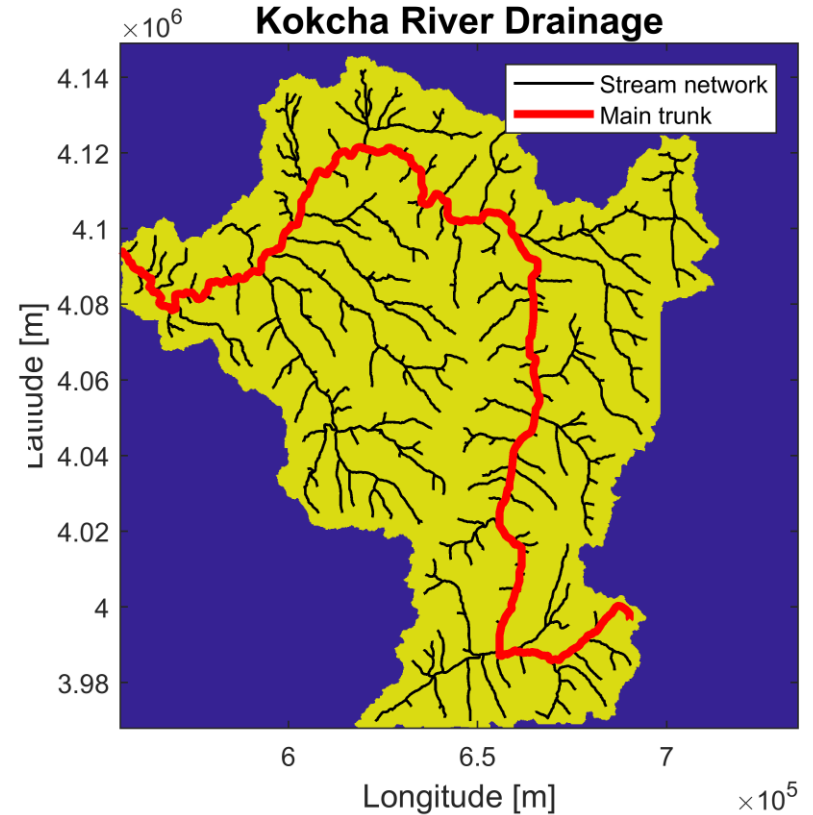 Kokcha River Drainage
×10⁶
Stream network
Main trunk
4.14
4.12
4.1
4.08
4.06
4.04
4.02
4
3.98
Latitude [m]
6
6.5
7
Longitude [m]
×10⁵